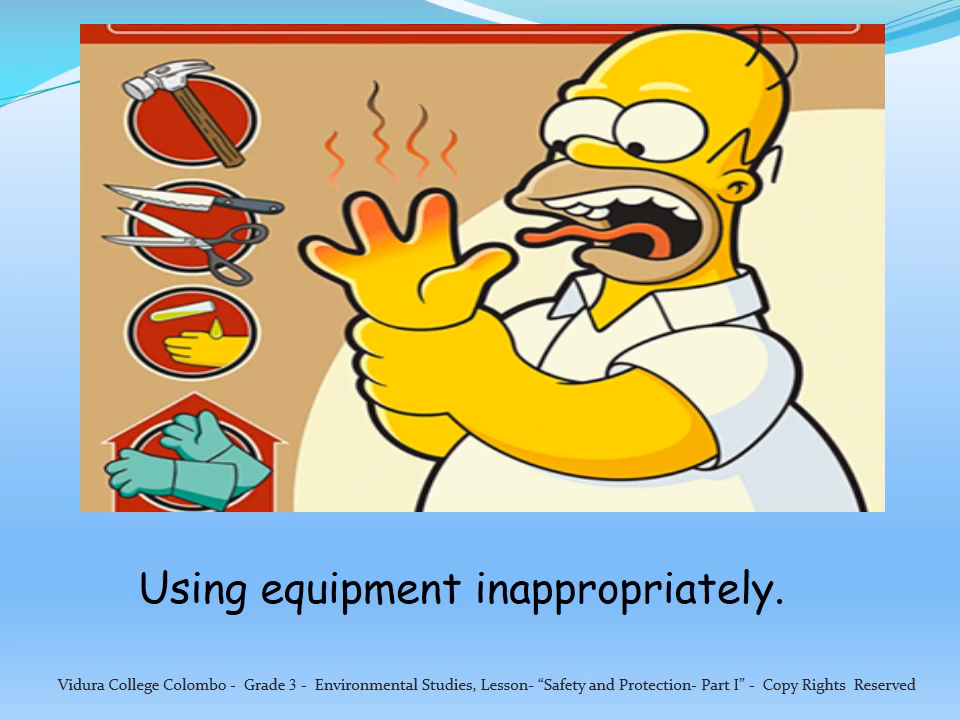 Using equipment inappropriately.
Vidura College Colombo - Grade 3 - Environmental Studies, Lesson- “Safety and Protection- Part I” - Copy Rights Reserved